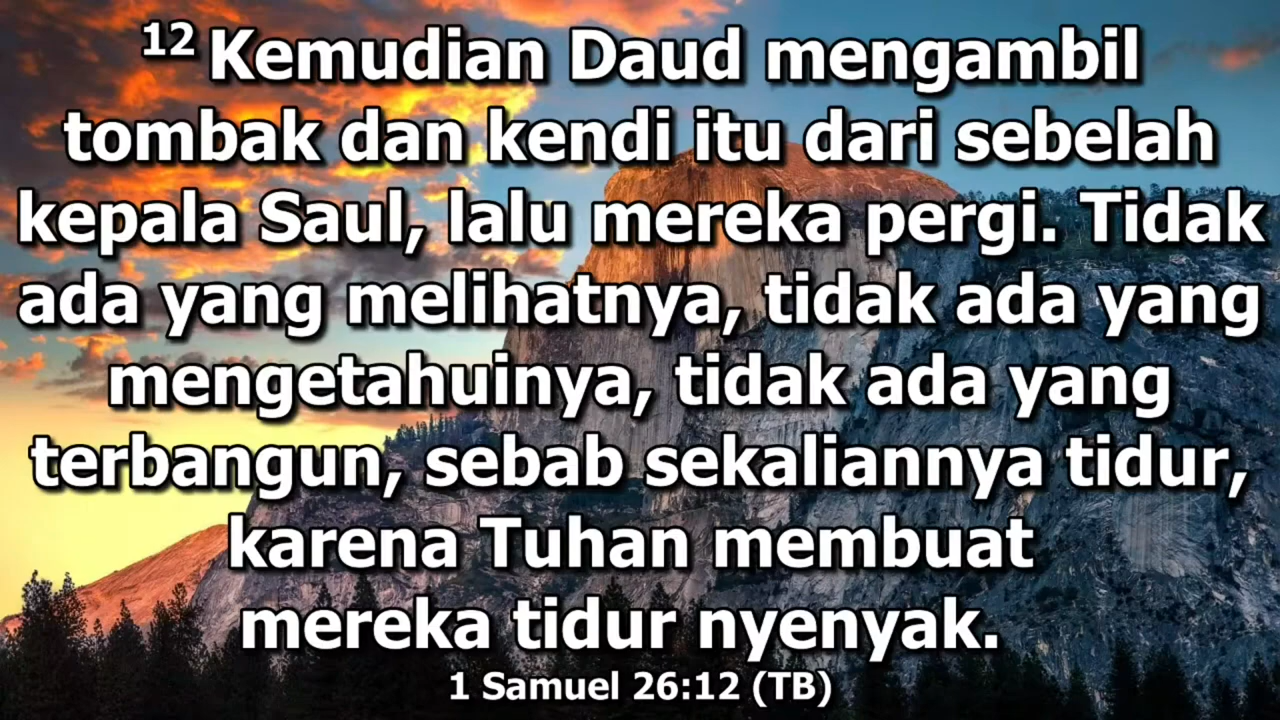 12 Kemudian Daud mengambil
tombak dan kendi itu dari sebelah
kepala Saul, lalu mereka pergi. Tidak
ada yang melihatnya, tidak ada yang
mengetahuinya, tidak ada yang
terbangun, sebab sekaliannya tidur,
karena Tuhan membuat
mereka tidur nyenyak.
1 Samuel 26:12 (TB)